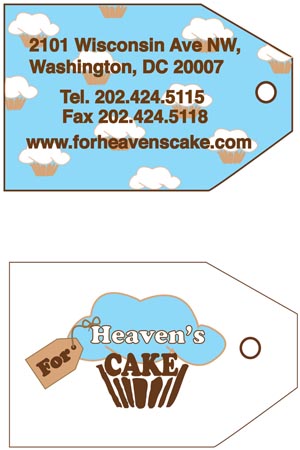 2101 Wisconsin Ave NW,
Washington, DC 20007
Tel. 202.424.5115
Fax 202.424.5118
www.forheavenscake.com
For
Heaven's
CAKE